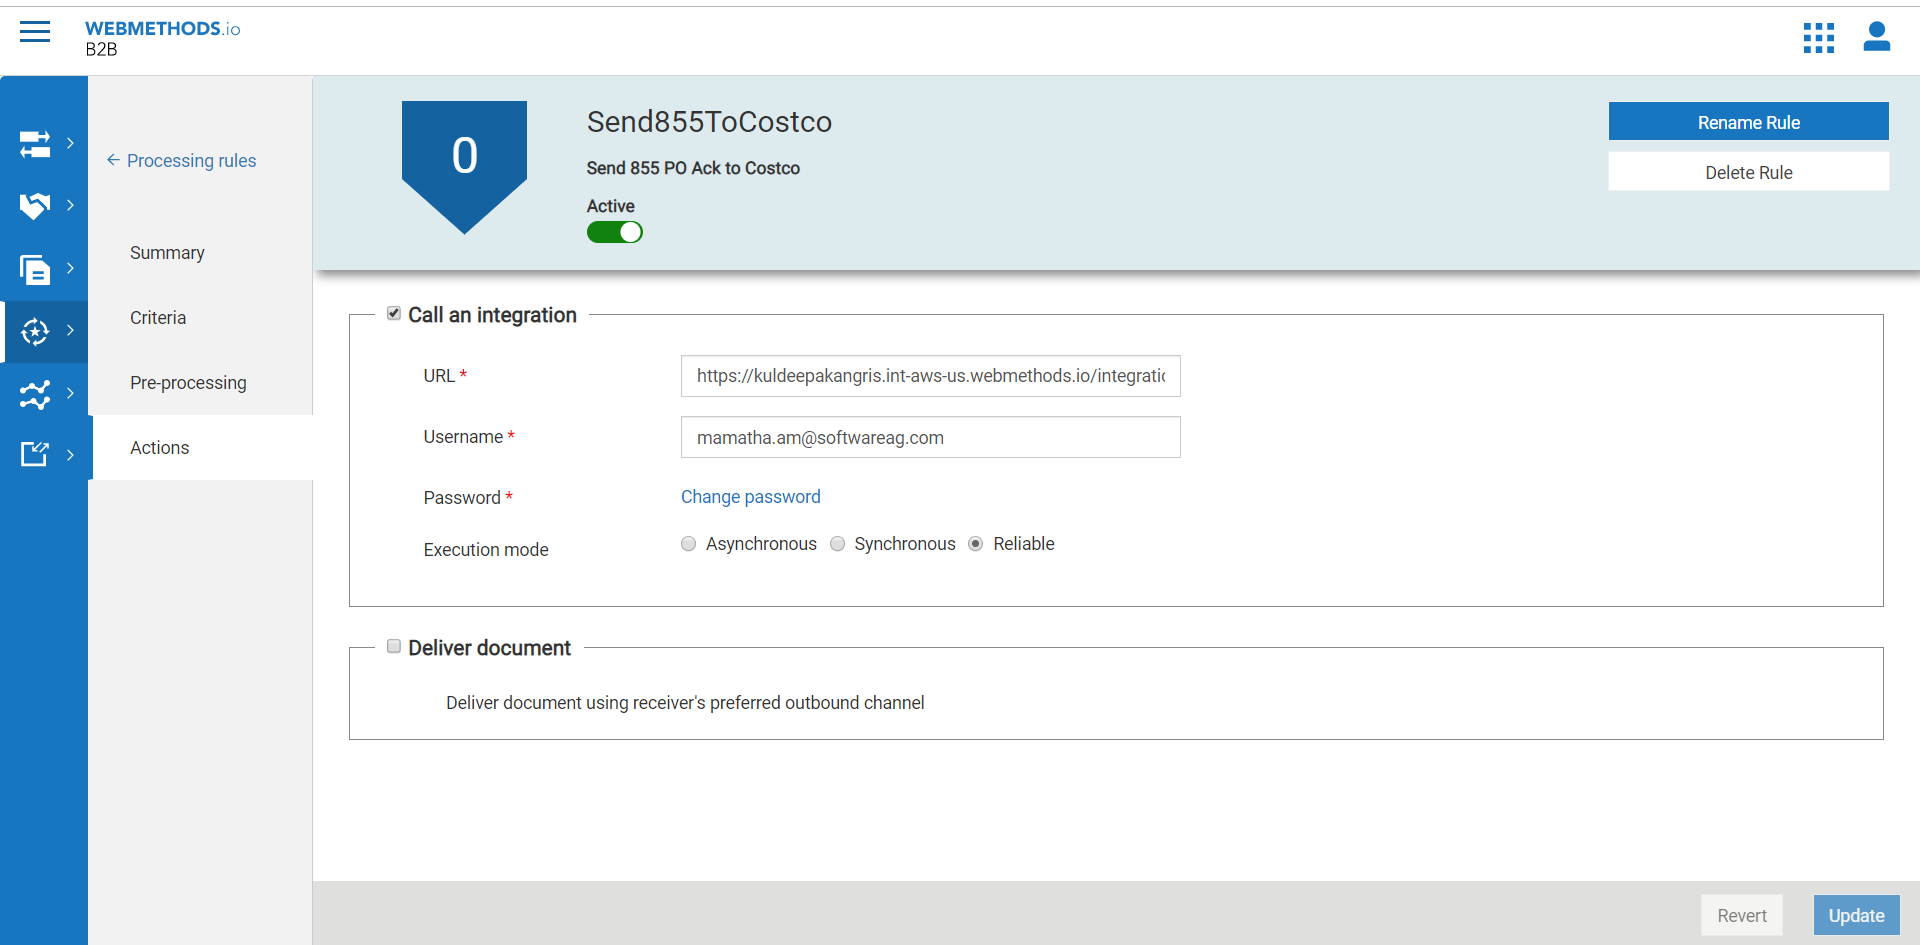 WEBMETHODS.io
B2B
← Processing rules
Summary
Criteria
Pre-processing
Actions
0
Send855ToCostco
Send 855 PO Ack to Costco
Active
Rename Rule
Delete Rule
Call an integration
URL *
https://kuldeepakangris.int-aws-us.webmethods.io/integratic
Username *
mamatha.am@softwareag.com
Password *
Change password
Execution mode
Asynchronous Synchronous Reliable
Deliver document
Deliver document using receiver's preferred outbound channel
Revert
Update